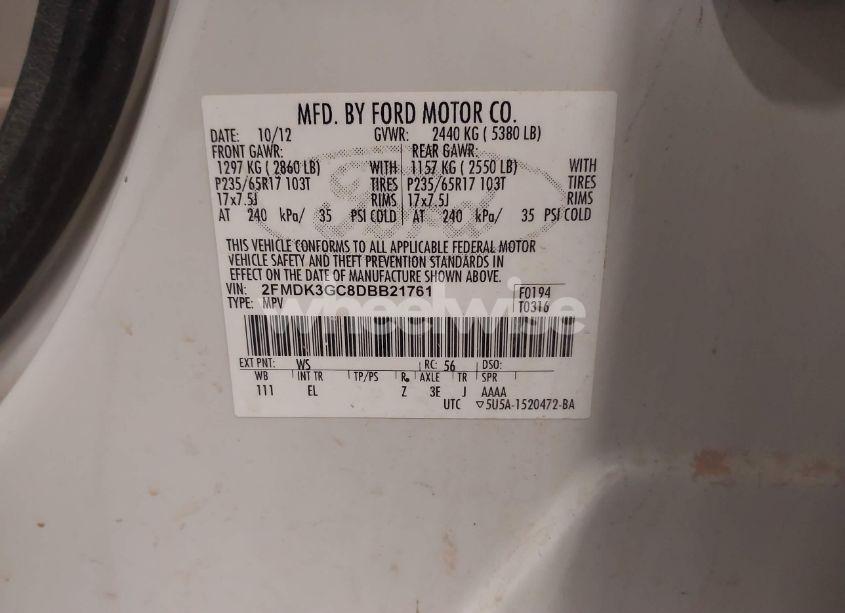 MFD. BY FORD MOTOR CO.
DATE: 10/12 GVWR: 2440 KG ( 5380 LB)
FRONT GAWR: REAR GAWR:
1297 KG ( 2860 LB) WITH 1157 KG ( 2550 LB) WITH
P235/65R17 103T TIRES P235/65R17 103T TIRES
17x7.5J RIMS 17x7.5J RIMS
AT 240 kPa/ 35 PSI COLD AT 240 kPa/ 35 PSI COLD
Ford
THIS VEHICLE CONFORMS TO ALL APPLICABLE FEDERAL MOTOR
VEHICLE SAFETY AND THEFT PREVENTION STANDARDS IN
EFFECT ON THE DATE OF MANUFACTURE SHOWN ABOVE.
VIN: 2FMDK3GC8DBB21761 F0194
TYPE: MPV T0316
wheelwise
EXT PNT: WS RC: 56 DSO:
WB INT TR TP/PS R AXLE TR SPR
111 EL Z 3E J AAAA
UTC ▽5U5A-1520472-BA